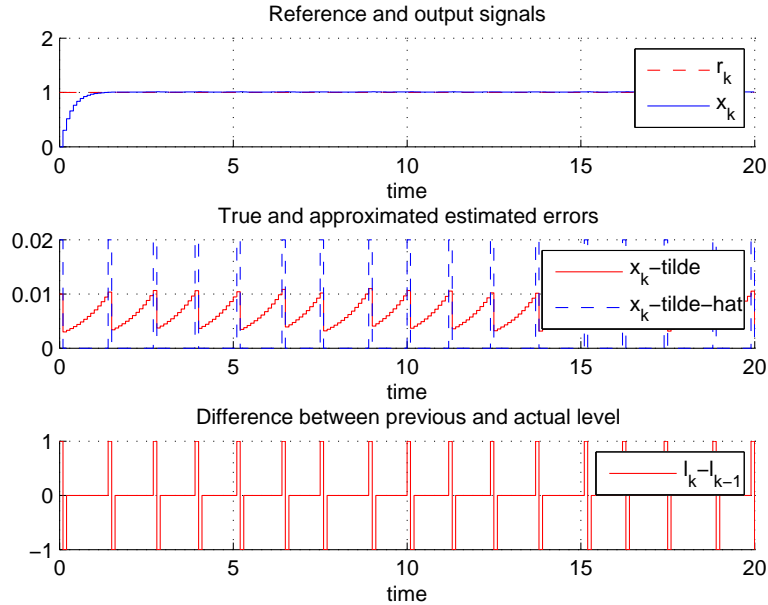 Reference and output signals
2
1
0
r_k
x_k
0 5 10 15 20
time
True and approximated estimated errors
0.02
0.01
0
x_k-tilde
x_k-tilde-hat
0 5 10 15 20
time
Difference between previous and actual level
1
0
-1
l_k-l_{k-1}
0 5 10 15 20
time